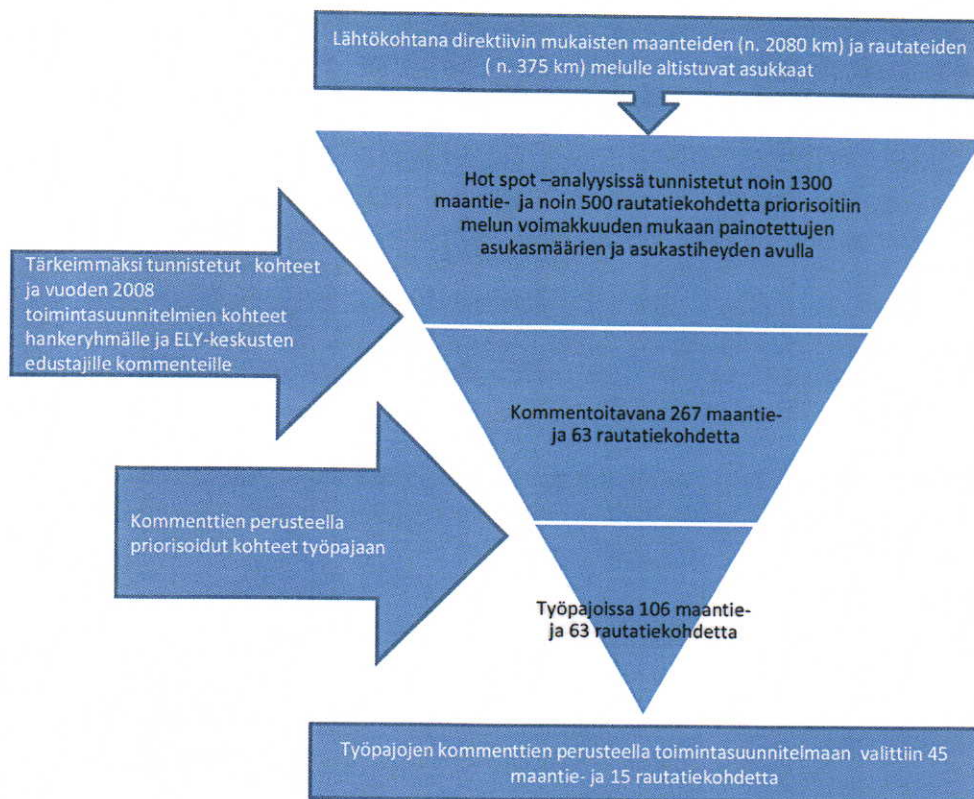 Lähtökohtana direktiivin mukaisten maanteiden (n. 2080 km) ja rautateiden
( n. 375 km) melulle altistuvat asukkaat
Hot spot –analyysissä tunnistetut noin 1300
maantie- ja noin 500 rautatiekohdetta priorisoitiin
melun voimakkuuden mukaan painotettujen
asukasmäärien ja asukastiheyden avulla
Tärkeimmäksi tunnistetut kohteet
ja vuoden 2008
toimintasuunnitelmien kohteet
hankeryhmälle ja ELY-keskusten
edustajille kommenteille
Kommentoitavana 267 maantie-
ja 63 rautatiekohdetta
Kommenttien perusteella
priorisoidut kohteet työpajaan
Työpajoissa 106 maantie-
ja 63 rautatiekohdetta
Työpajojen kommenttien perusteella toimintasuunnitelmaan valittiin 45
maantie- ja 15 rautatiekohdetta